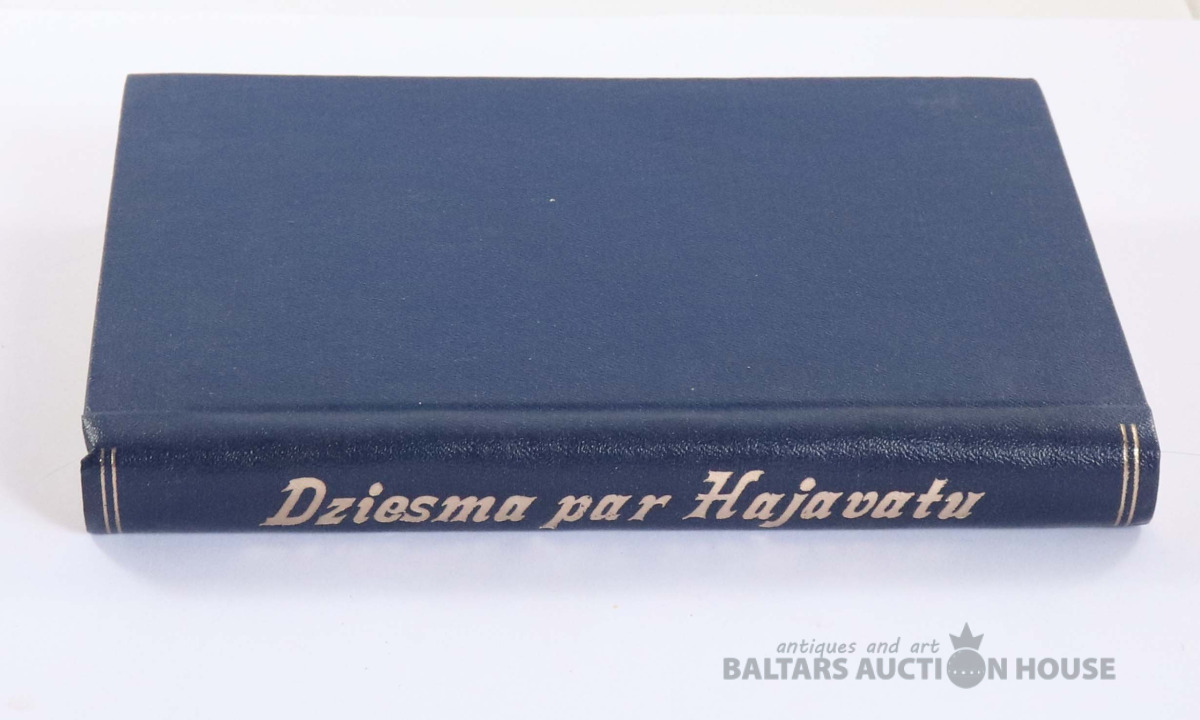 Dziesma par Hajavatu
antiques and art
BALTARS AUCTION HOUSE